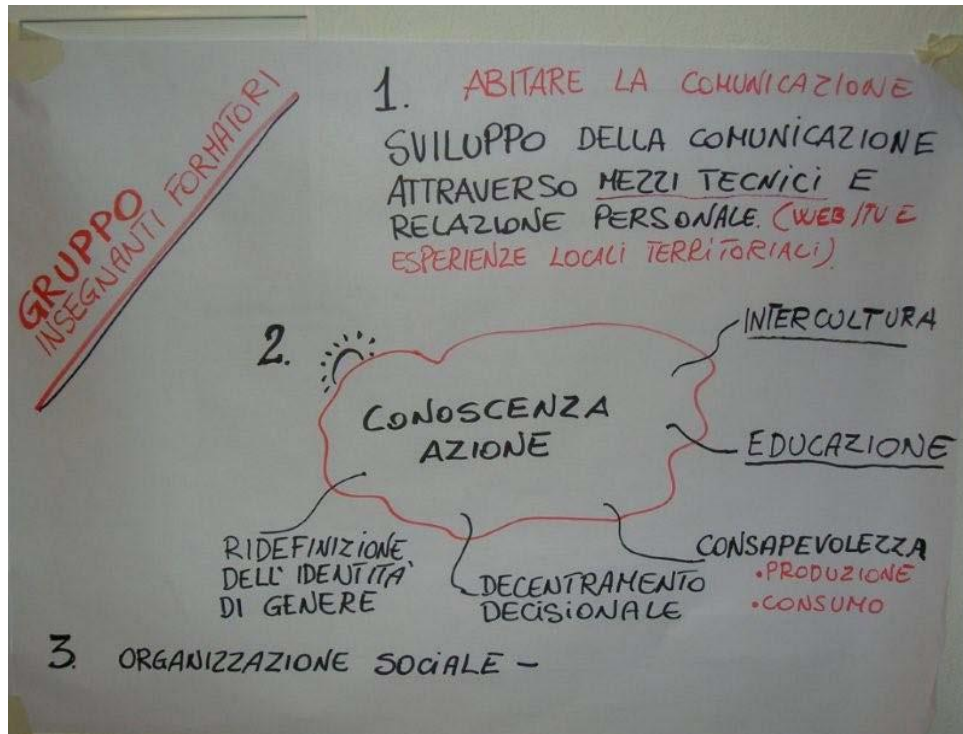 GRUPPO
INSEGNANTI FORMATORI
1. ABITARE LA COMUNICAZIONE
SVILUPPO DELLA COMUNICAZIONE
ATTRAVERSO MEZZI TECNICI E
RELAZIONE PERSONALE. (WEB/TV E
ESPERIENZE LOCALI TERRITORIALI)
2.
CONOSCENZA
AZIONE
INTERCULTURA
EDUCAZIONE
CONSAPEVOLEZZA
• PRODUZIONE
• CONSUMO
DECENTRAMENTO
DECISIONALE
RIDEFINIZIONE
DELL'IDENTITA'
DI GENERE
3. ORGANIZZAZIONE SOCIALE -